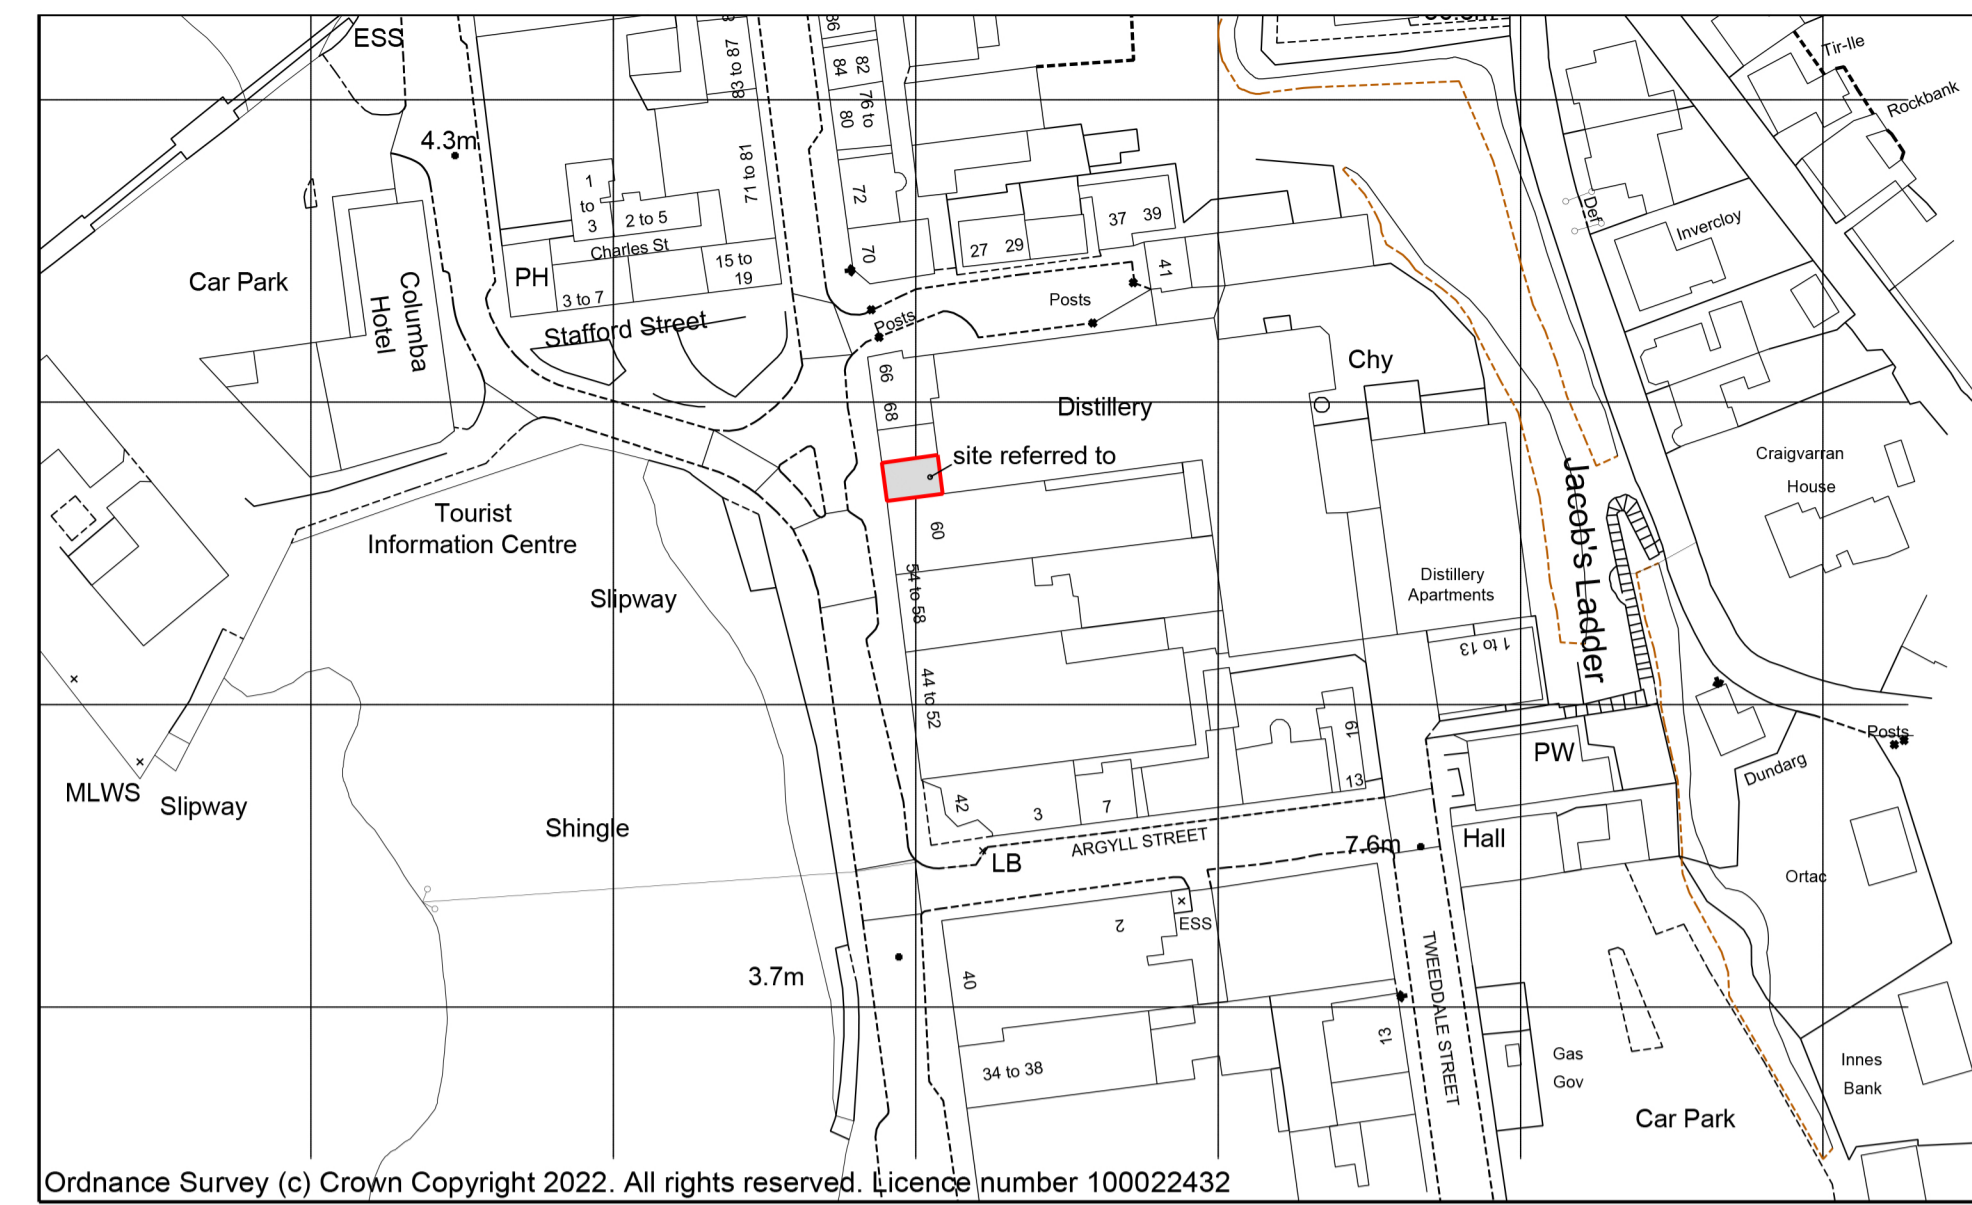 ESS
4.3m
Car Park
Columba
Hotel
1
to
3
2 to 5
Charles St
PH
3 to 7
15 to
19
83 to 87
71 to 81
Stafford Street
86
84
82
80
76 to
72
70
27
29
37
39
41
Posts
Posts
66
68
Distillery
Chy
site referred to
60
54 to 58
44 to 52
42
3
7
13
19
Distillery
Apartments
1 to 13
Jacob's Ladder
Def
Tir-Ile
Rockbank
Invercloy
Craigvarran
House
Tourist
Information Centre
Slipway
MLWS
Slipway
Shingle
LB
ARGYLL STREET
7.6m
PW
Hall
Posts
Dundarg
Ortac
2
ESS
40
3.7m
34 to 38
13
TWEEDDALE STREET
Gas
Gov
Car Park
Innes
Bank
Ordnance Survey (c) Crown Copyright 2022. All rights reserved. Licence number 100022432